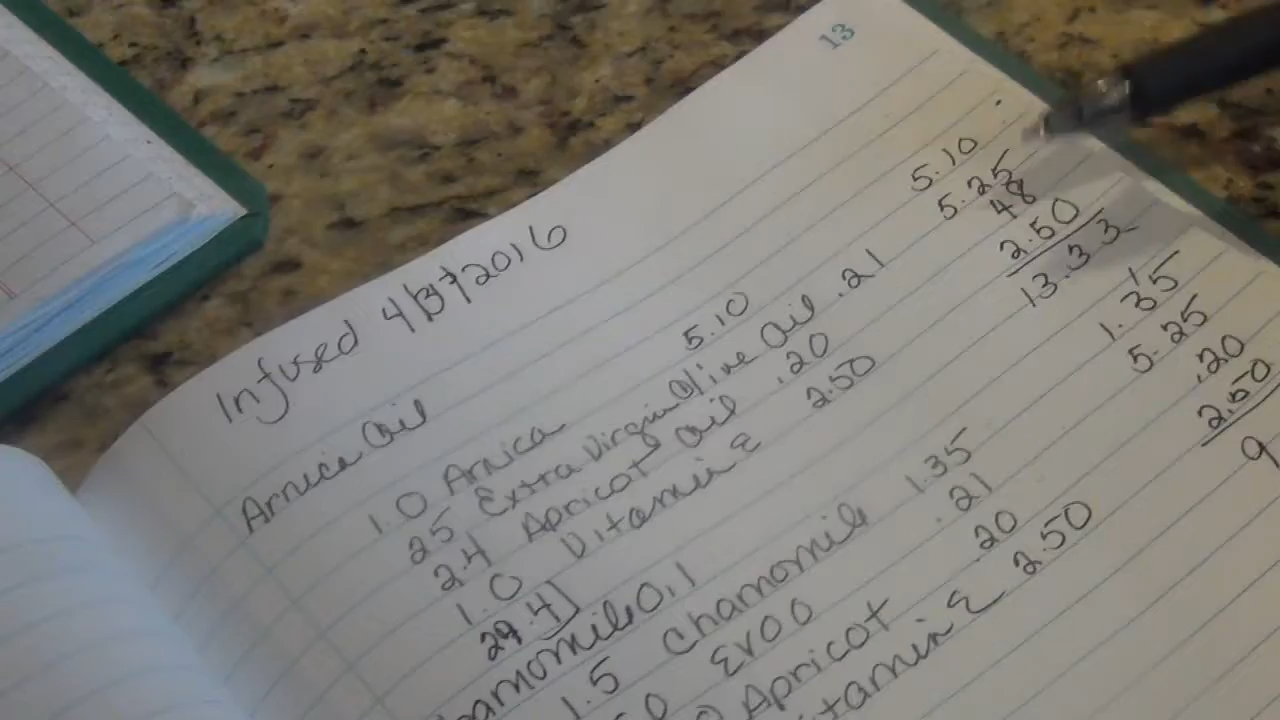 13
Infused 4/3/2016
Arnica Oil
1.0 Arnica 5.10 5.10
25 Extra Virgin Olive Oil .21 5.25
2.4 Apricot Oil .20 48
1.0 Vitamin E 2.50 2.50
29.4 13.33
1.5 Chamomile 1.35 1.35
EVOO .21 5.25
Apricot .20 .20
Vitamin E 2.50 2.50
9